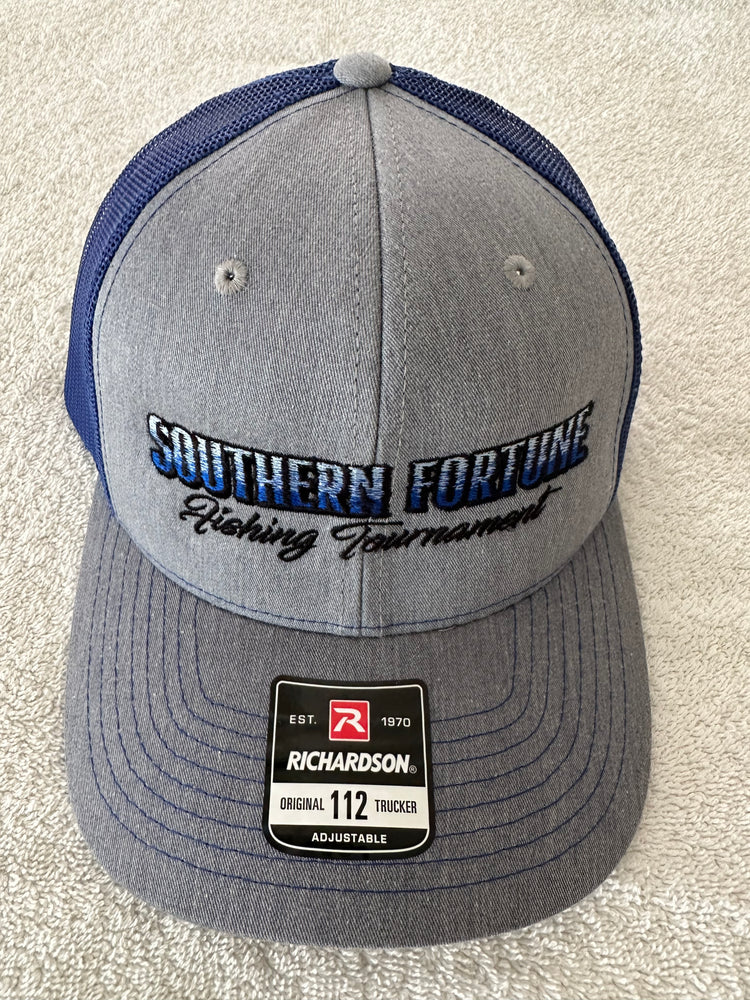 SOUTHERN FORTUNE
Fishing Tournament
EST. R 1970
RICHARDSON®
ORIGINAL 112 TRUCKER
ADJUSTABLE